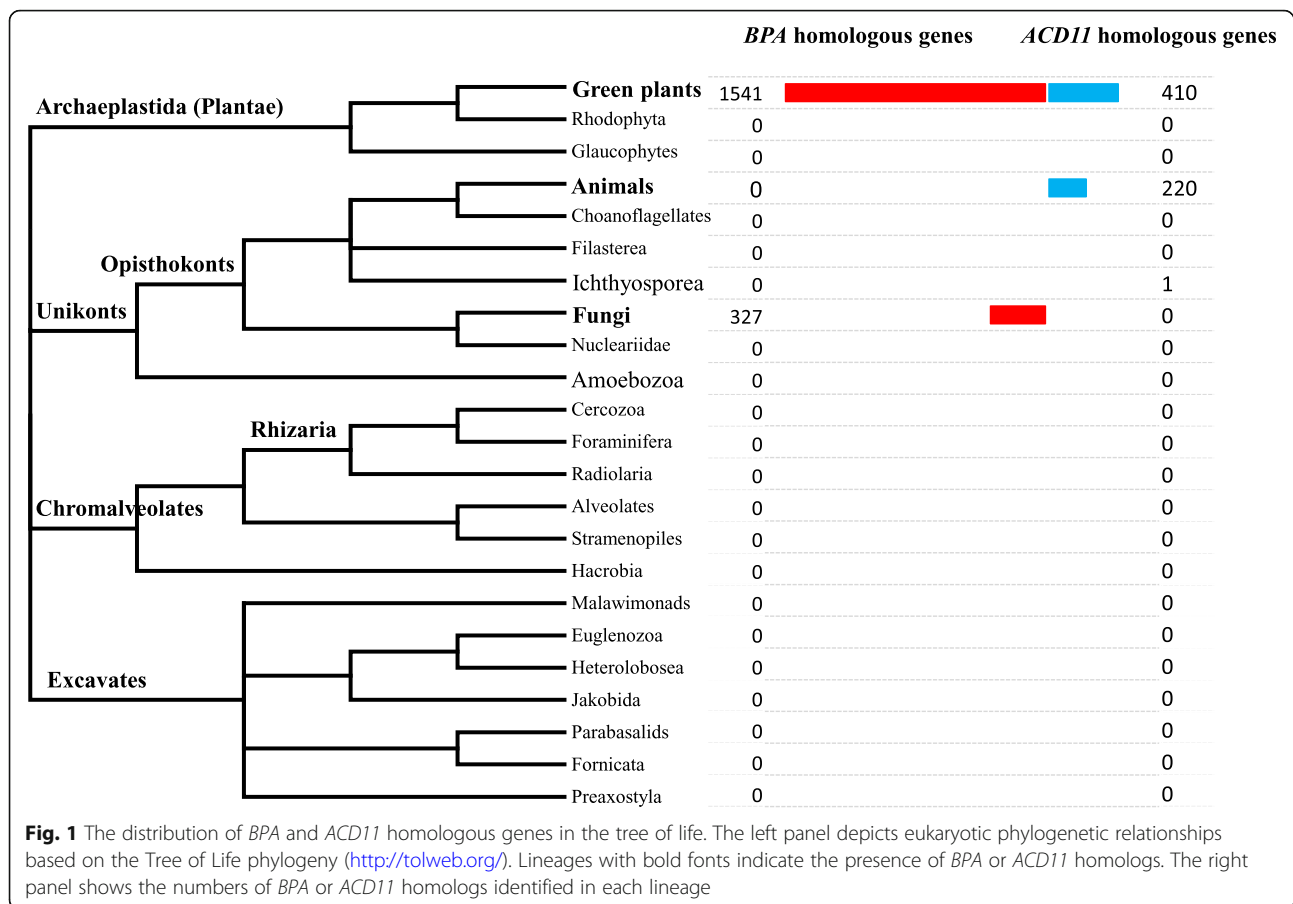 BPA homologous genes ACD11 homologous genes
Archaeplastida (Plantae)
Green plants 1541 410
Rhodophyta 0 0
Glaucophytes 0 0
Animals 0 220
Choanoflagellates 0 0
Filasterea 0 0
Opisthokonts
Ichthyosporea 0 1
Unikonts
Fungi 327 0
Nucleariidae 0 0
Amoebozoa 0 0
Cercozoa 0 0
Rhizaria
Foraminifera 0 0
Radiolaria 0 0
Chromalveolates
Alveolates 0 0
Stramenopiles 0 0
Hacrobia 0 0
Malawimonads 0 0
Euglenozoa 0 0
Heterolobosea 0 0
Excavates
Jakobida 0 0
Parabasalids 0 0
Fornicata 0 0
Preaxostyla 0 0
Fig. 1 The distribution of BPA and ACD11 homologous genes in the tree of life. The left panel depicts eukaryotic phylogenetic relationships
based on the Tree of Life phylogeny (http://tolweb.org/). Lineages with bold fonts indicate the presence of BPA or ACD11 homologs. The right
panel shows the numbers of BPA or ACD11 homologs identified in each lineage